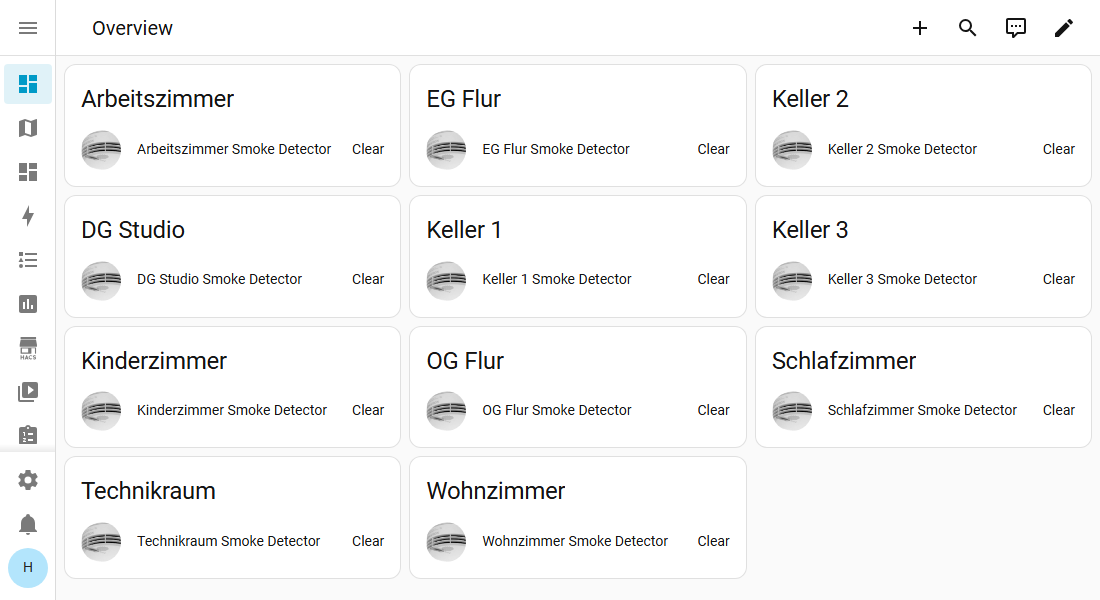 Overview
Arbeitszimmer
Arbeitszimmer Smoke Detector Clear
EG Flur
EG Flur Smoke Detector Clear
Keller 2
Keller 2 Smoke Detector Clear
DG Studio
DG Studio Smoke Detector Clear
Keller 1
Keller 1 Smoke Detector Clear
Keller 3
Keller 3 Smoke Detector Clear
HACS
Kinderzimmer
Kinderzimmer Smoke Detector Clear
OG Flur
OG Flur Smoke Detector Clear
Schlafzimmer
Schlafzimmer Smoke Detector Clear
Technikraum
Technikraum Smoke Detector Clear
Wohnzimmer
Wohnzimmer Smoke Detector Clear
H